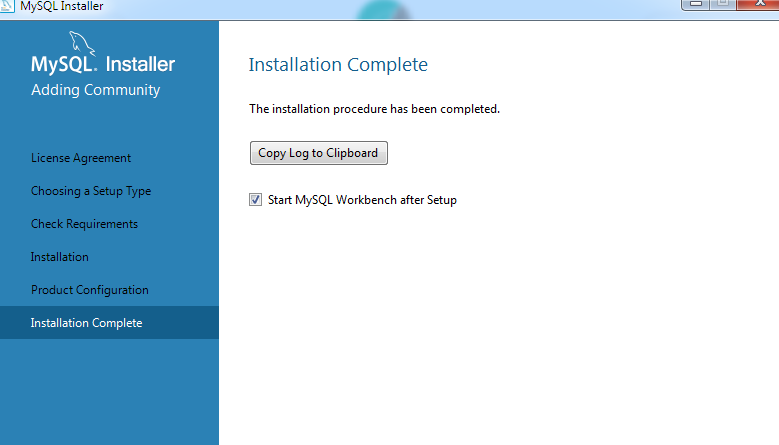 MySQL Installer
MySQL. Installer
Adding Community
License Agreement
Choosing a Setup Type
Check Requirements
Installation
Product Configuration
Installation Complete
Installation Complete
The installation procedure has been completed.
Copy Log to Clipboard
Start MySQL Workbench after Setup